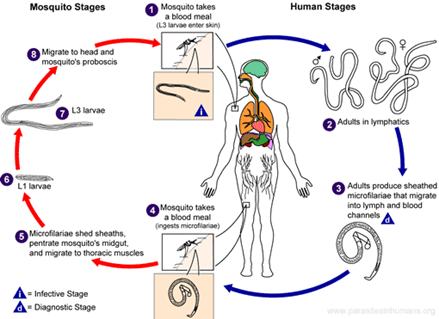 Mosquito Stages
Human Stages
1 Mosquito takes
a blood meal
(L3 larvae enter skin)
i
♂
♀
2 Adults in lymphatics
3 Adults produce sheathed
microfilariae that migrate
into lymph and blood
channels d
4 Mosquito takes
a blood meal
(ingests microfilariae)
5 Microfilariae shed sheaths,
pentrate mosquito's midgut,
and migrate to thoracic muscles
6
L1 larvae
7 L3 larvae
8 Migrate to head and
mosquito's proboscis
i = Infective Stage
d = Diagnostic Stage
www.parasitesinhumans.org